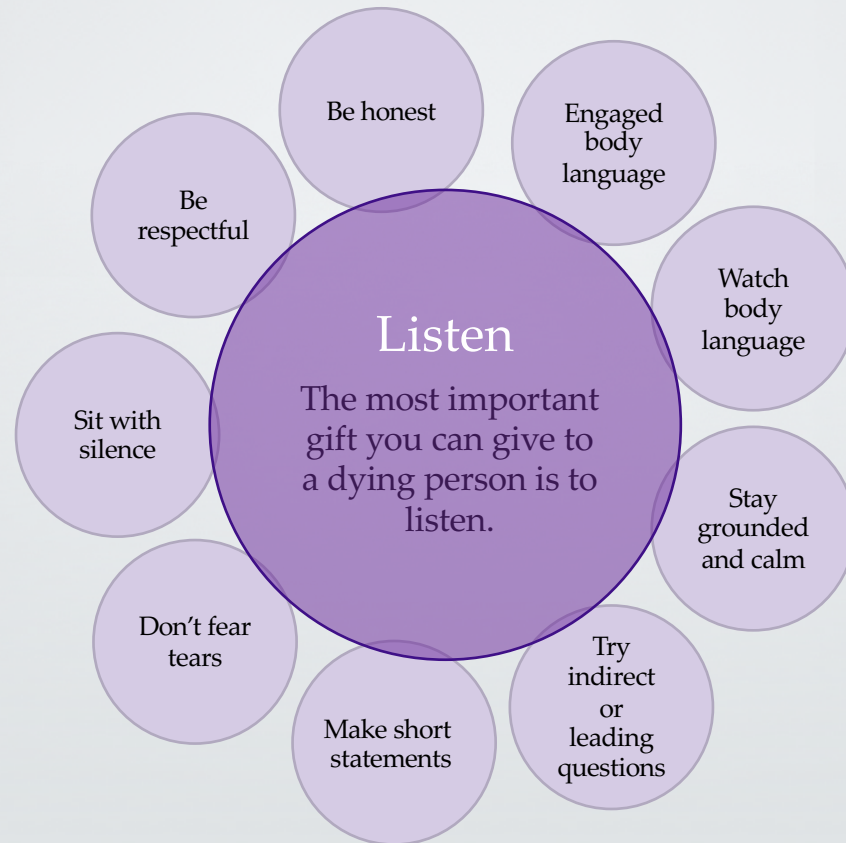 Be honest
Engaged
body
language
Watch
body
language
Stay
grounded
and calm
Try
indirect
or
leading
questions
Make short
statements
Don’t fear
tears
Sit with
silence
Be
respectful
Listen
The most important
gift you can give to
a dying person is to
listen.